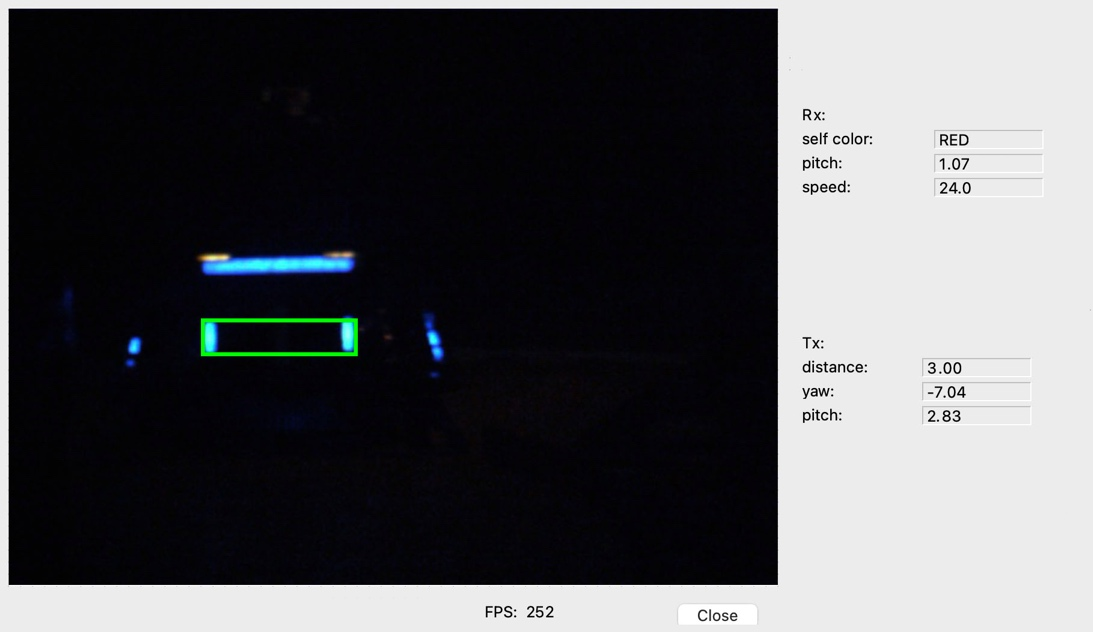 Rx:
self color: RED
pitch: 1.07
speed: 24.0
Tx:
distance: 3.00
yaw: -7.04
pitch: 2.83
FPS: 252
Close